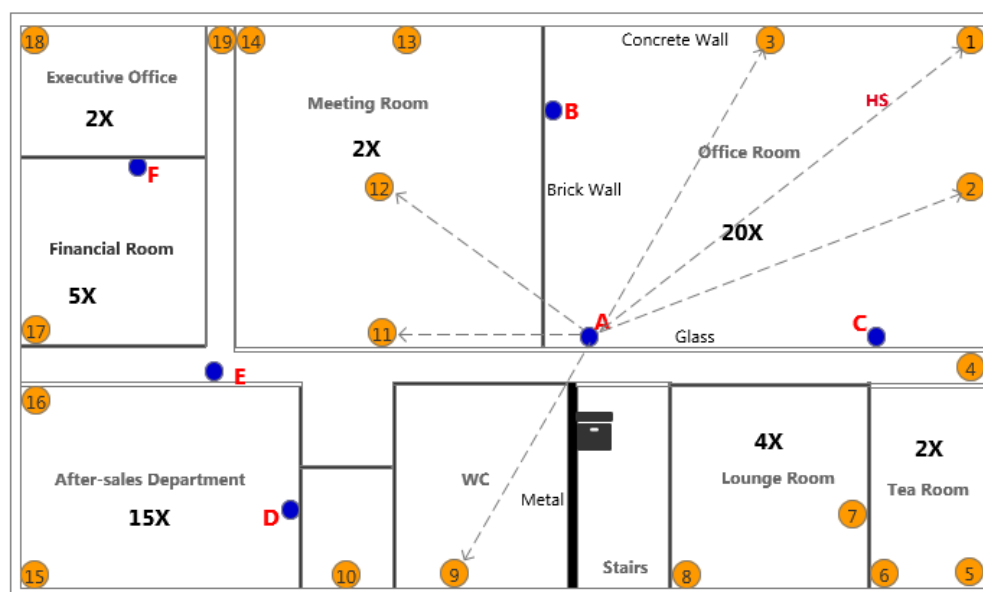 18
19
14
13
Concrete Wall
3
1
Executive Office
2X
Meeting Room
2X
B
HS
Office Room
F
12
Brick Wall
2
Financial Room
5X
20X
17
11
A
Glass
C
E
4
16
After-sales Department
15X
D
WC
Metal
4X
Lounge Room
2X
Tea Room
7
15
10
9
Stairs
8
6
5